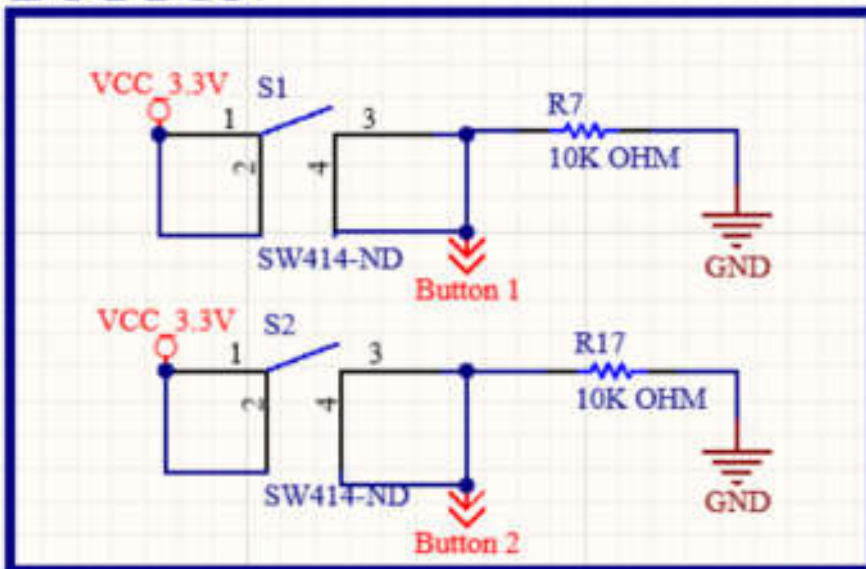 VCC_3.3V
S1
1
3
2
4
R7
10K OHM
SW414-ND
Button 1
GND
VCC_3.3V
S2
1
3
2
4
R17
10K OHM
SW414-ND
Button 2
GND